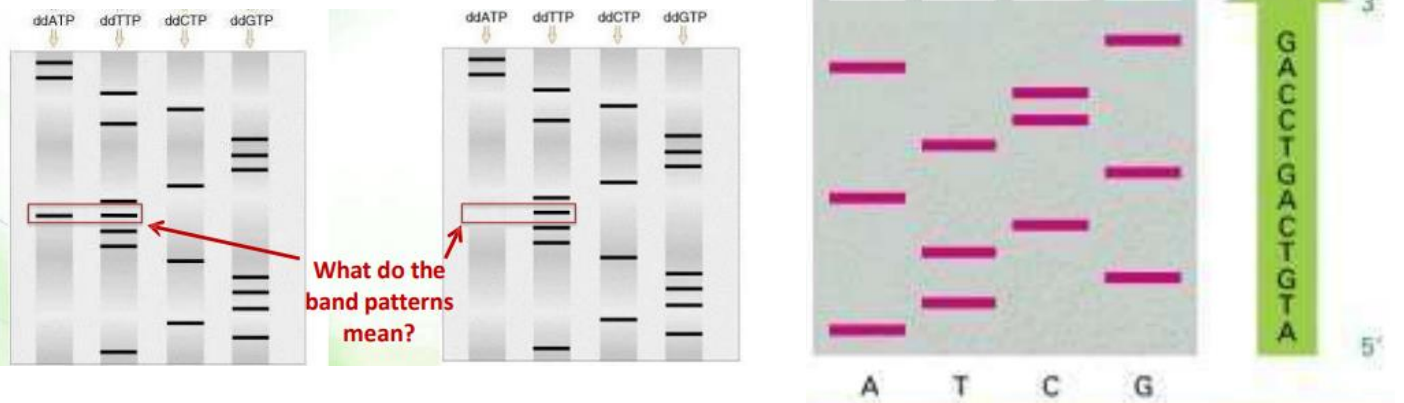 ddATP ddTTP ddCTP ddGTP
ddATP ddTTP ddCTP ddGTP
What do the
band patterns
mean?
A T C G
3'
G
A
C
C
T
G
A
C
T
G
T
A
5'